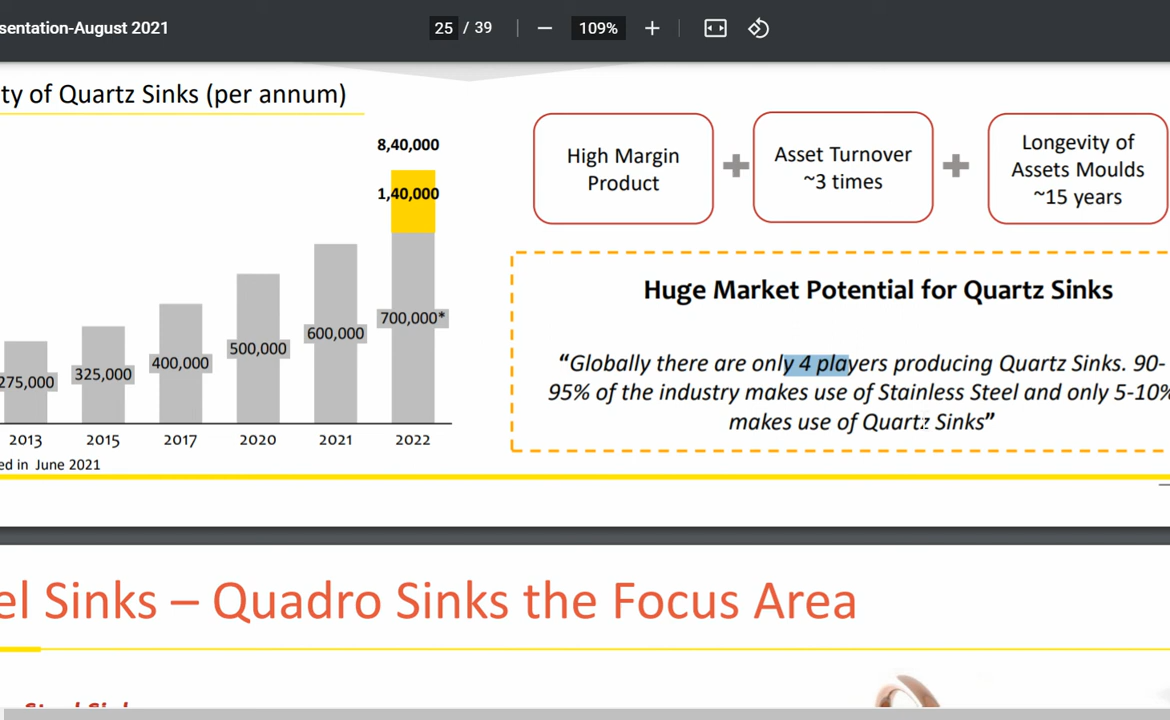 sentation-August 2021
25 / 39
109%
ty of Quartz Sinks (per annum)
8,40,000
1,40,000
700,000*
600,000
500,000
400,000
325,000
275,000
2013 2015 2017 2020 2021 2022
ed in June 2021
High Margin
Product
Asset Turnover
~3 times
Longevity of
Assets Moulds
~15 years
Huge Market Potential for Quartz Sinks
“Globally there are only 4 players producing Quartz Sinks. 90-
95% of the industry makes use of Stainless Steel and only 5-10%
makes use of Quartz Sinks”
el Sinks – Quadro Sinks the Focus Area